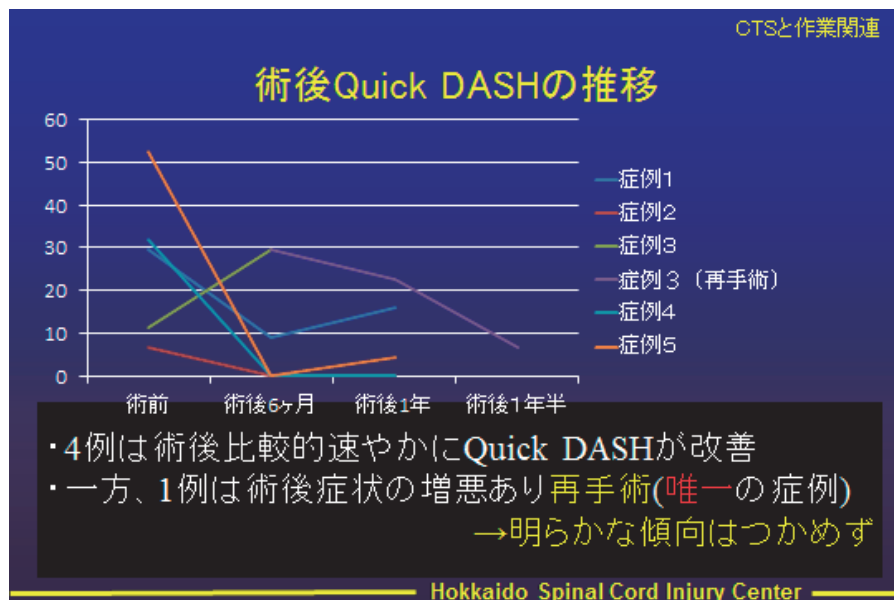 CTSと作業関連
術後Quick DASHの推移
60
50
40
30
20
10
0
術前 術後6ヶ月 術後1年 術後1年半
症例1
症例2
症例3
症例３（再手術）
症例4
症例5
・4例は術後比較的速やかにQuick DASHが改善
・一方、1例は術後症状の増悪あり再手術(唯一の症例)
→明らかな傾向はつかめず
Hokkaido Spinal Cord Injury Center